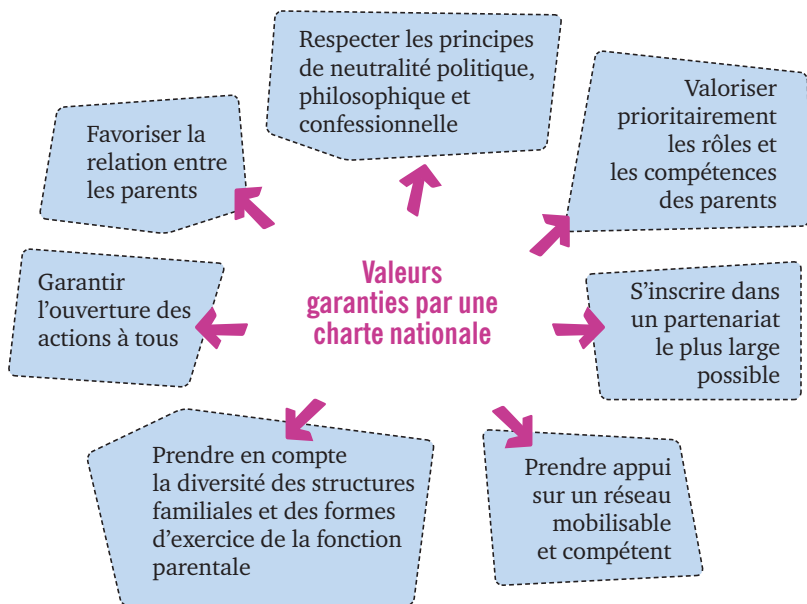 Respecter les principes
de neutralité politique,
philosophique et
confessionnelle
Valoriser
prioritairement
les rôles et
les compétences
des parents
Favoriser la
relation entre
les parents
Valeurs
garanties par une
charte nationale
Garantir
l’ouverture des
actions à tous
S’inscrire dans
un partenariat
le plus large
possible
Prendre en compte
la diversité des structures
familiales et des formes
d’exercice de la fonction
parentale
Prendre appui
sur un réseau
mobilisable
et compétent